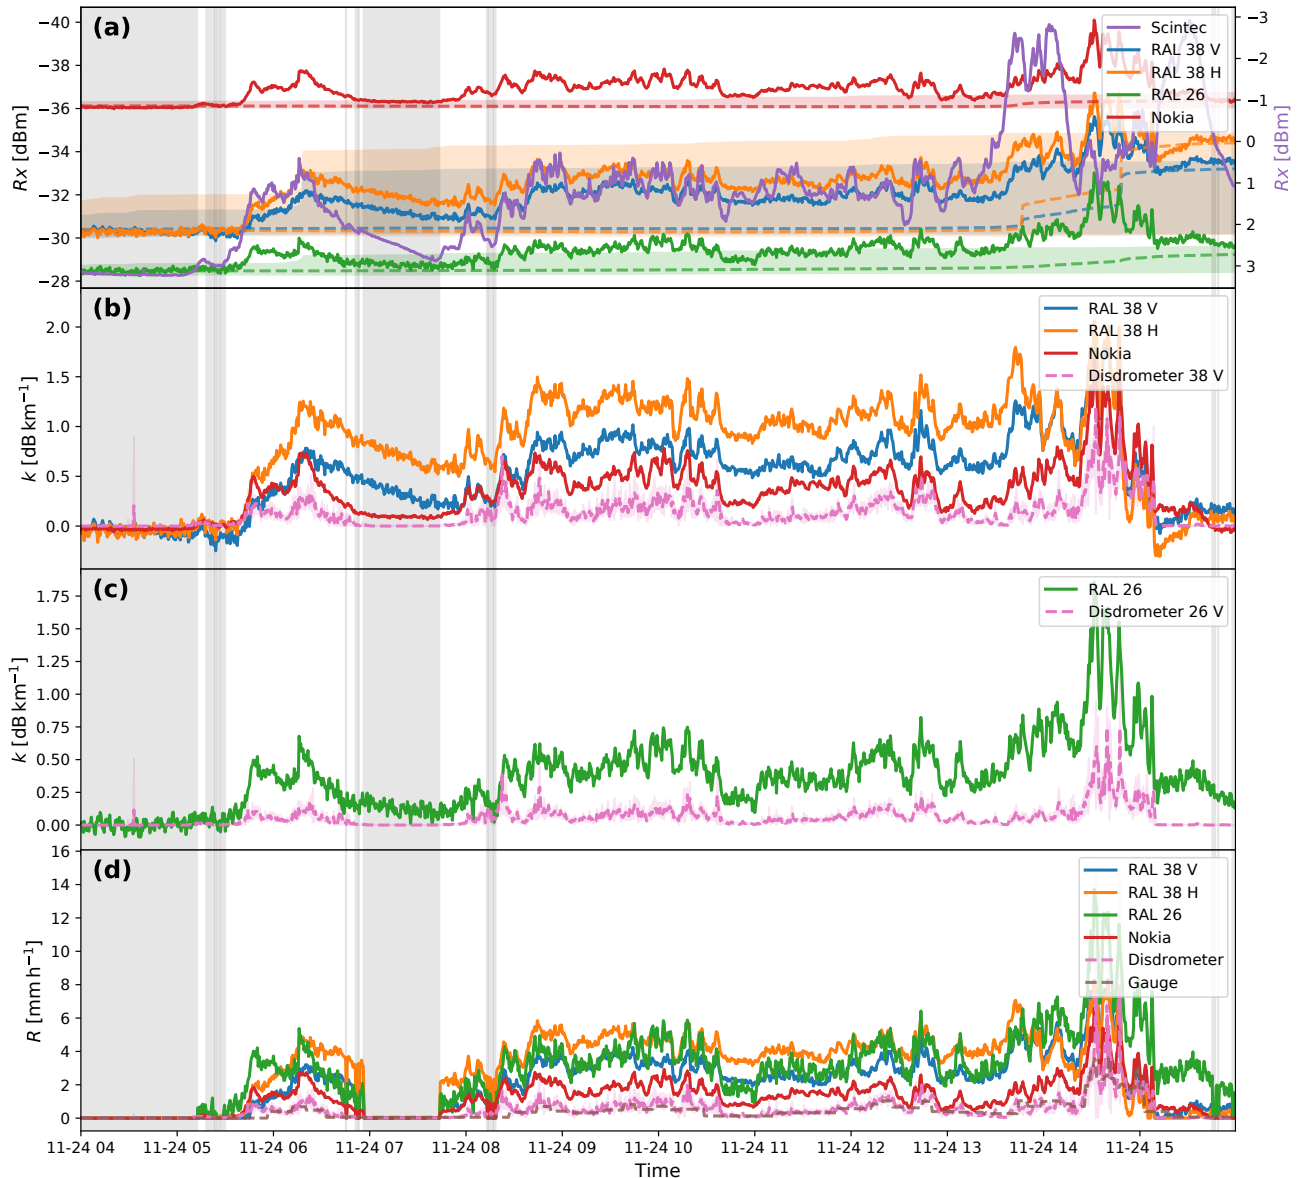 (a)
−40
−38
−36
−34
−32
−30
−28
Rx [dBm]
Scintec
RAL 38 V
RAL 38 H
RAL 26
Nokia
−3
−2
−1
0
1
2
3
Rx [dBm]
(b)
2.0
1.5
1.0
0.5
0.0
k [dB km⁻¹]
RAL 38 V
RAL 38 H
Nokia
Disdrometer 38 V
(c)
1.75
1.50
1.25
1.00
0.75
0.50
0.25
0.00
k [dB km⁻¹]
RAL 26
Disdrometer 26 V
(d)
16
14
12
10
8
6
4
2
0
R [mm h⁻¹]
RAL 38 V
RAL 38 H
RAL 26
Nokia
Disdrometer
Gauge
11-24 04
11-24 05
11-24 06
11-24 07
11-24 08
11-24 09
11-24 10
11-24 11
11-24 12
11-24 13
11-24 14
11-24 15
Time